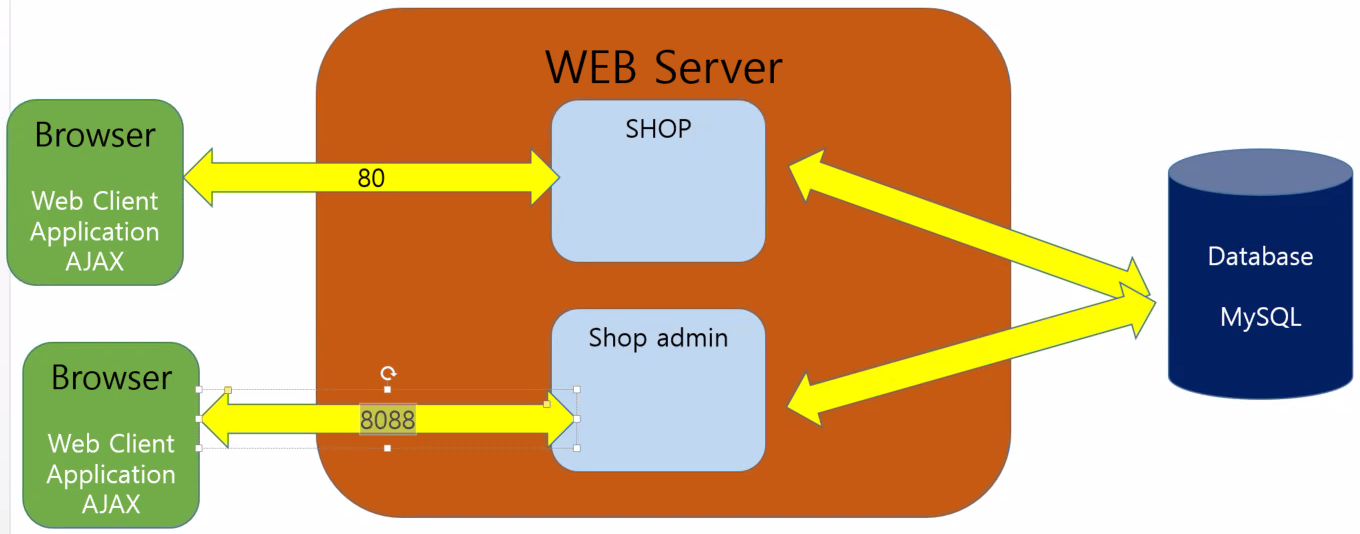 WEB Server
Browser
Web Client
Application
AJAX
80
SHOP
Database
MySQL
Browser
Web Client
Application
AJAX
8088
Shop admin